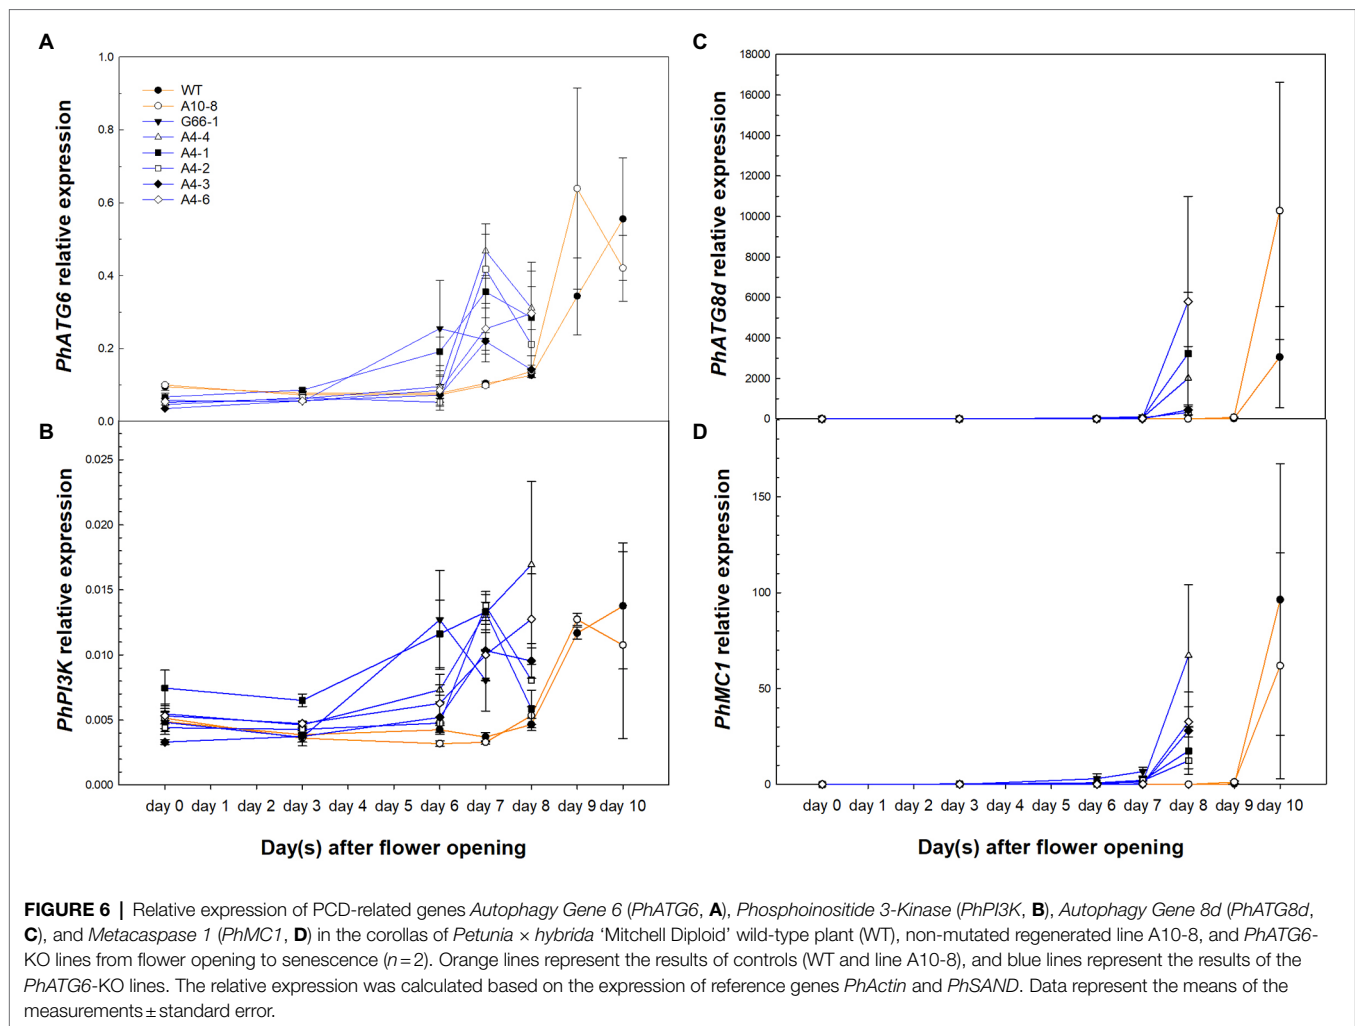 A
PhATG6 relative expression
1.0
0.8
0.6
0.4
0.2
0.0
WT
A10-8
G66-1
A4-4
A4-1
A4-2
A4-3
A4-6
B
PhPI3K relative expression
0.025
0.020
0.015
0.010
0.005
0.000
day 0 day 1 day 2 day 3 day 4 day 5 day 6 day 7 day 8 day 9 day 10
Day(s) after flower opening
C
PhATG8d relative expression
18000
16000
14000
12000
10000
8000
6000
4000
2000
0
D
PhMC1 relative expression
150
100
50
0
day 0 day 1 day 2 day 3 day 4 day 5 day 6 day 7 day 8 day 9 day 10
Day(s) after flower opening
FIGURE 6 | Relative expression of PCD-related genes Autophagy Gene 6 (PhATG6, A), Phosphoinositide 3-Kinase (PhPI3K, B), Autophagy Gene 8d (PhATG8d,
C), and Metacaspase 1 (PhMC1, D) in the corollas of Petunia × hybrida ‘Mitchell Diploid’ wild-type plant (WT), non-mutated regenerated line A10-8, and PhATG6-
KO lines from flower opening to senescence (n=2). Orange lines represent the results of controls (WT and line A10-8), and blue lines represent the results of the
PhATG6-KO lines. The relative expression was calculated based on the expression of reference genes PhActin and PhSAND. Data represent the means of the
measurements ± standard error.